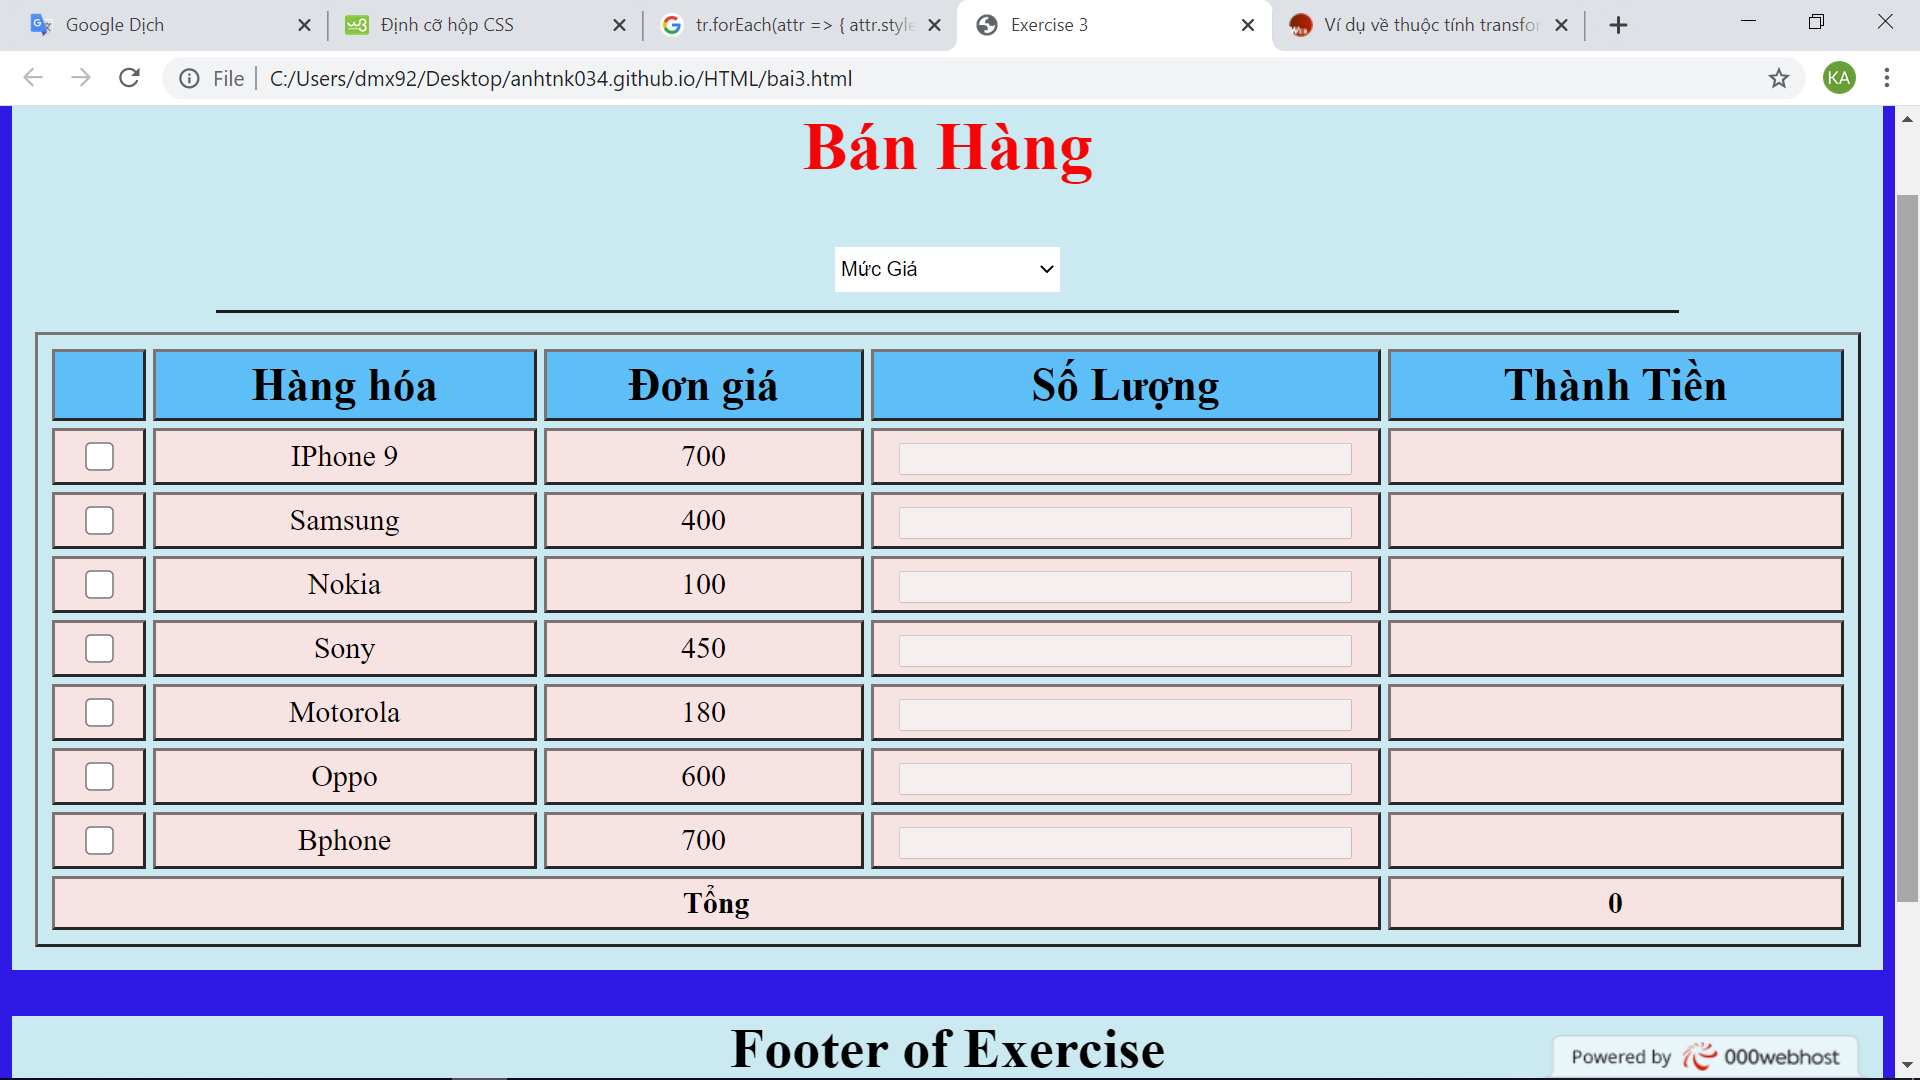 Google Dịch
Định cỡ hộp CSS
tr.forEach(attr => { attr.style
Exercise 3
Ví dụ về thuộc tính transfor
File C:/Users/dmx92/Desktop/anhtnk034.github.io/HTML/bai3.html
KA
Bán Hàng
Mức Giá
Hàng hóa Đơn giá Số Lượng Thành Tiền
IPhone 9 700
Samsung 400
Nokia 100
Sony 450
Motorola 180
Oppo 600
Bphone 700
Tổng 0
Footer of Exercise
Powered by 000webhost